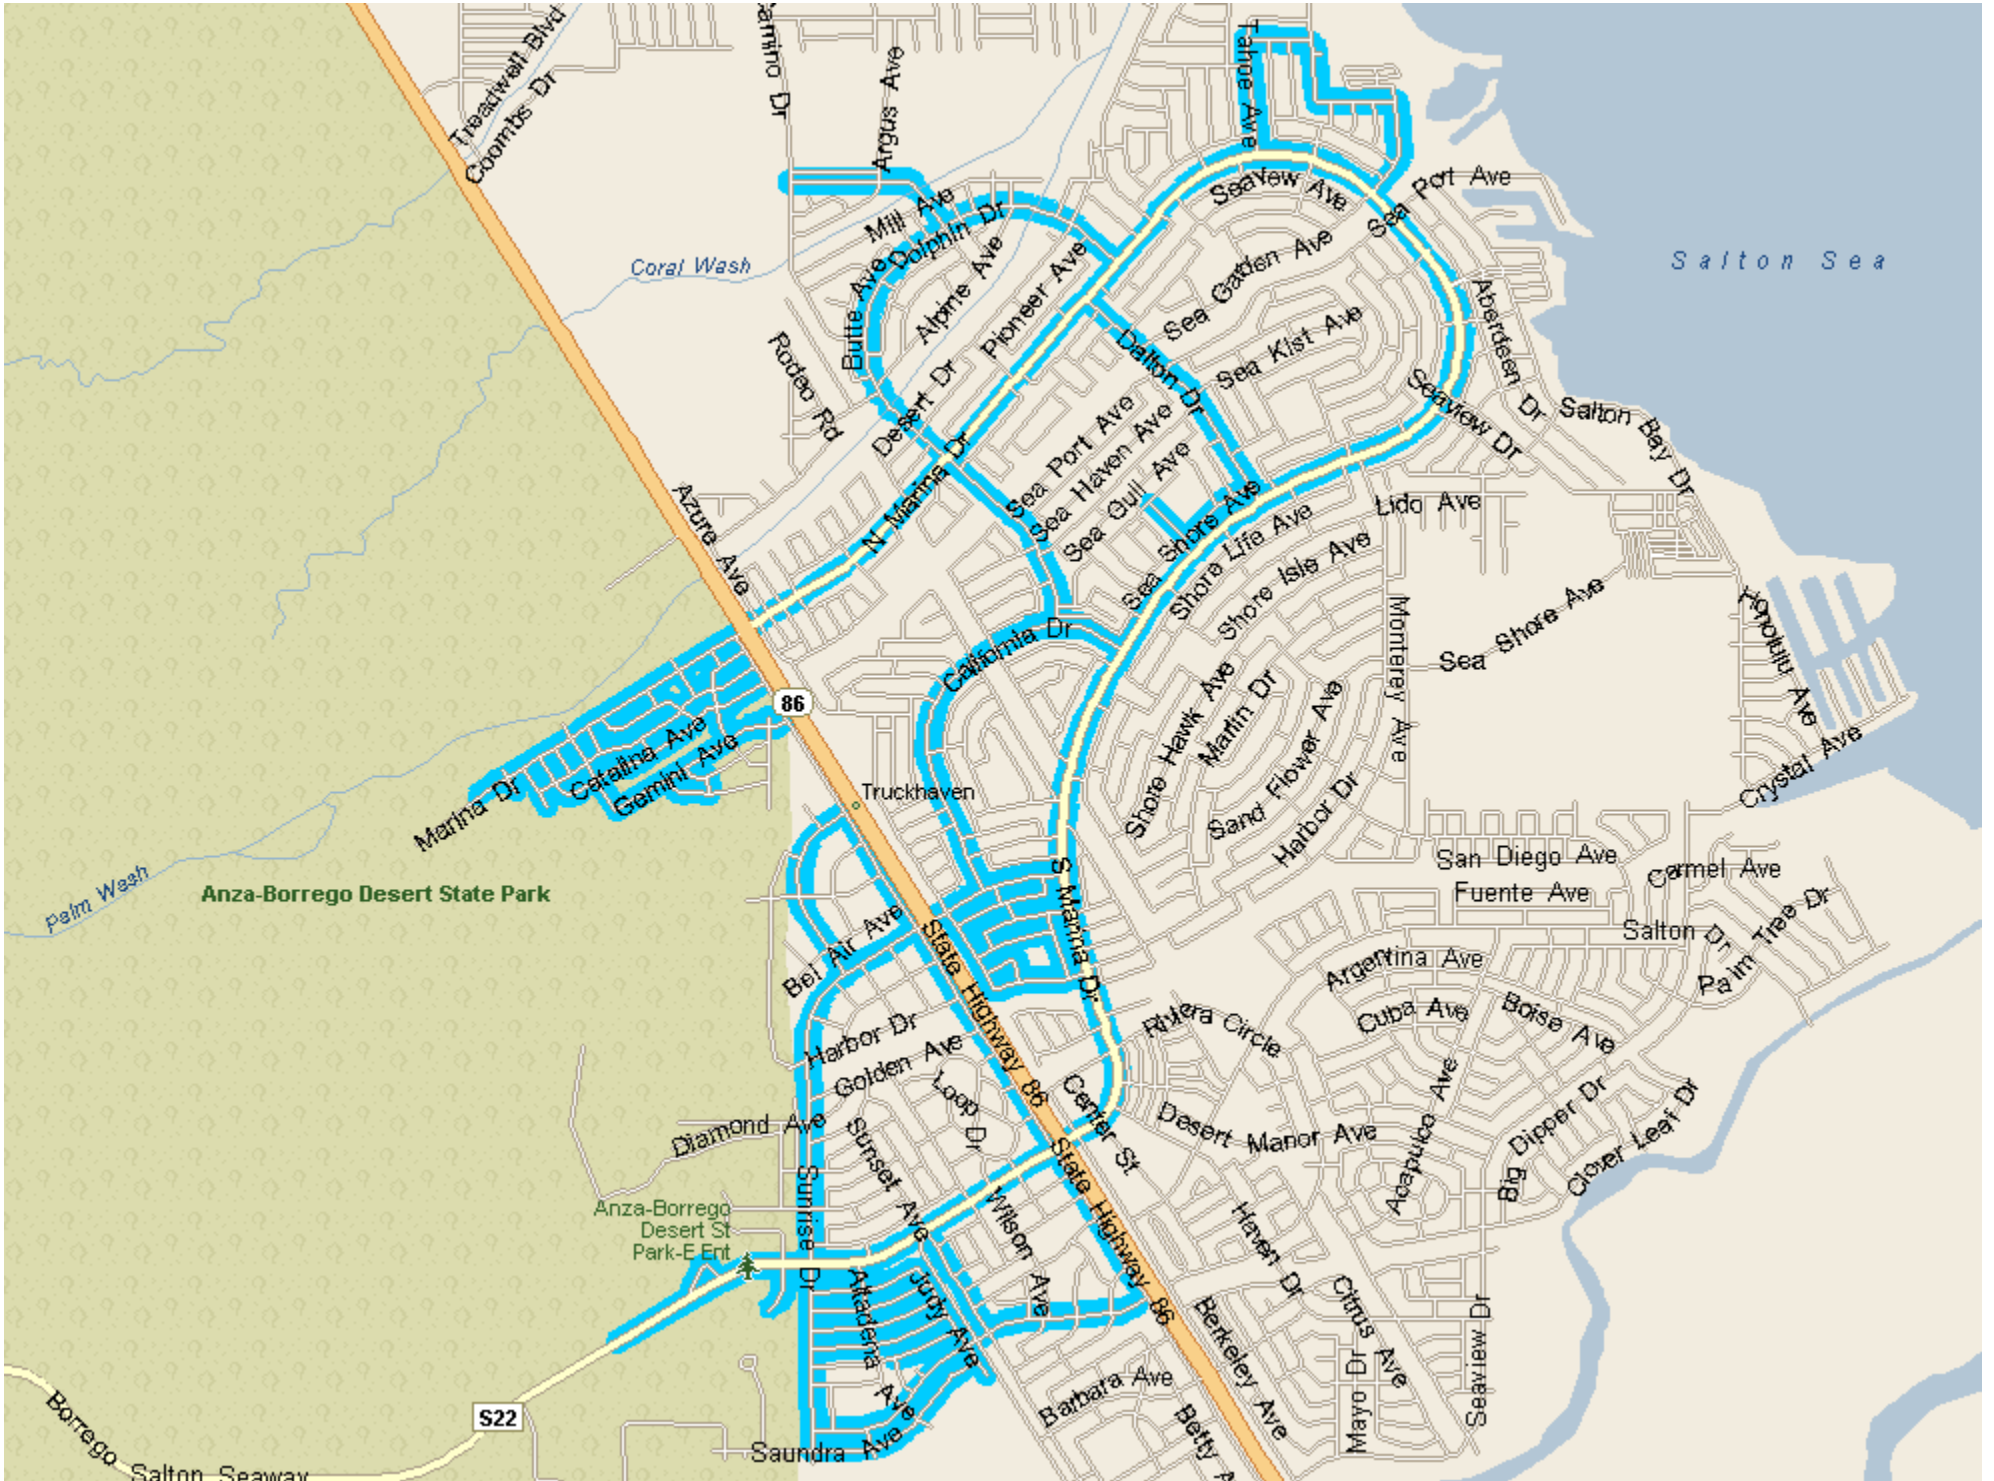 Treadwell Blvd
Coombs Dr
amino Dr
Argus Ave
Tahoe Ave
Seaview Ave
Sea Port Ave
Mill Ave
Dolphin Dr
Coral Wash
Salton Sea
Butte Ave
Alpine Ave
Pioneer Ave
Sea Garden Ave
Sea Kist Ave
Aberdeen Dr
Rodeo Rd
Desert Dr
Dalton Dr
Seaview Dr
Salton Bay Dr
Azure Ave
N Marina Dr
Sea Port Ave
Sea Haven Ave
Sea Gull Ave
Sea Shore Ave
Shore Life Ave
Lido Ave
Shore Isle Ave
California Dr
Monterey Ave
Sea Shore Ave
Honolulu Ave
86
Shore Hawk Ave
Marlin Dr
Sand Flower Ave
Harbor Dr
Catalina Ave
Gemini Ave
Marina Dr
Truckhaven
Crystal Ave
San Diego Ave
Fuente Ave
Carmel Ave
Palm Wash
Anza-Borrego Desert State Park
S Marina Dr
Bel Air Ave
State Highway 86
Salton Dr
Palm Tree Dr
Argentina Ave
Cuba Ave
Boise Ave
Riviera Circle
Harbor Dr
Golden Ave
Loop Dr
Center St
Desert Manor Ave
Acapulco Ave
Big Dipper Dr
Clover Leaf Dr
Diamond Ave
Sunset Ave
Sunrise Dr
Wilson Ave
State Highway 86
Anza-Borrego
Desert St
Park-E Ent
Haven Dr
Citrus Ave
Altadena Ave
Judy Ave
Berkeley Ave
Mayo Dr
Seaview Dr
Barbara Ave
Betty A
Saundra Ave
S22
Borrego Salton Seaway